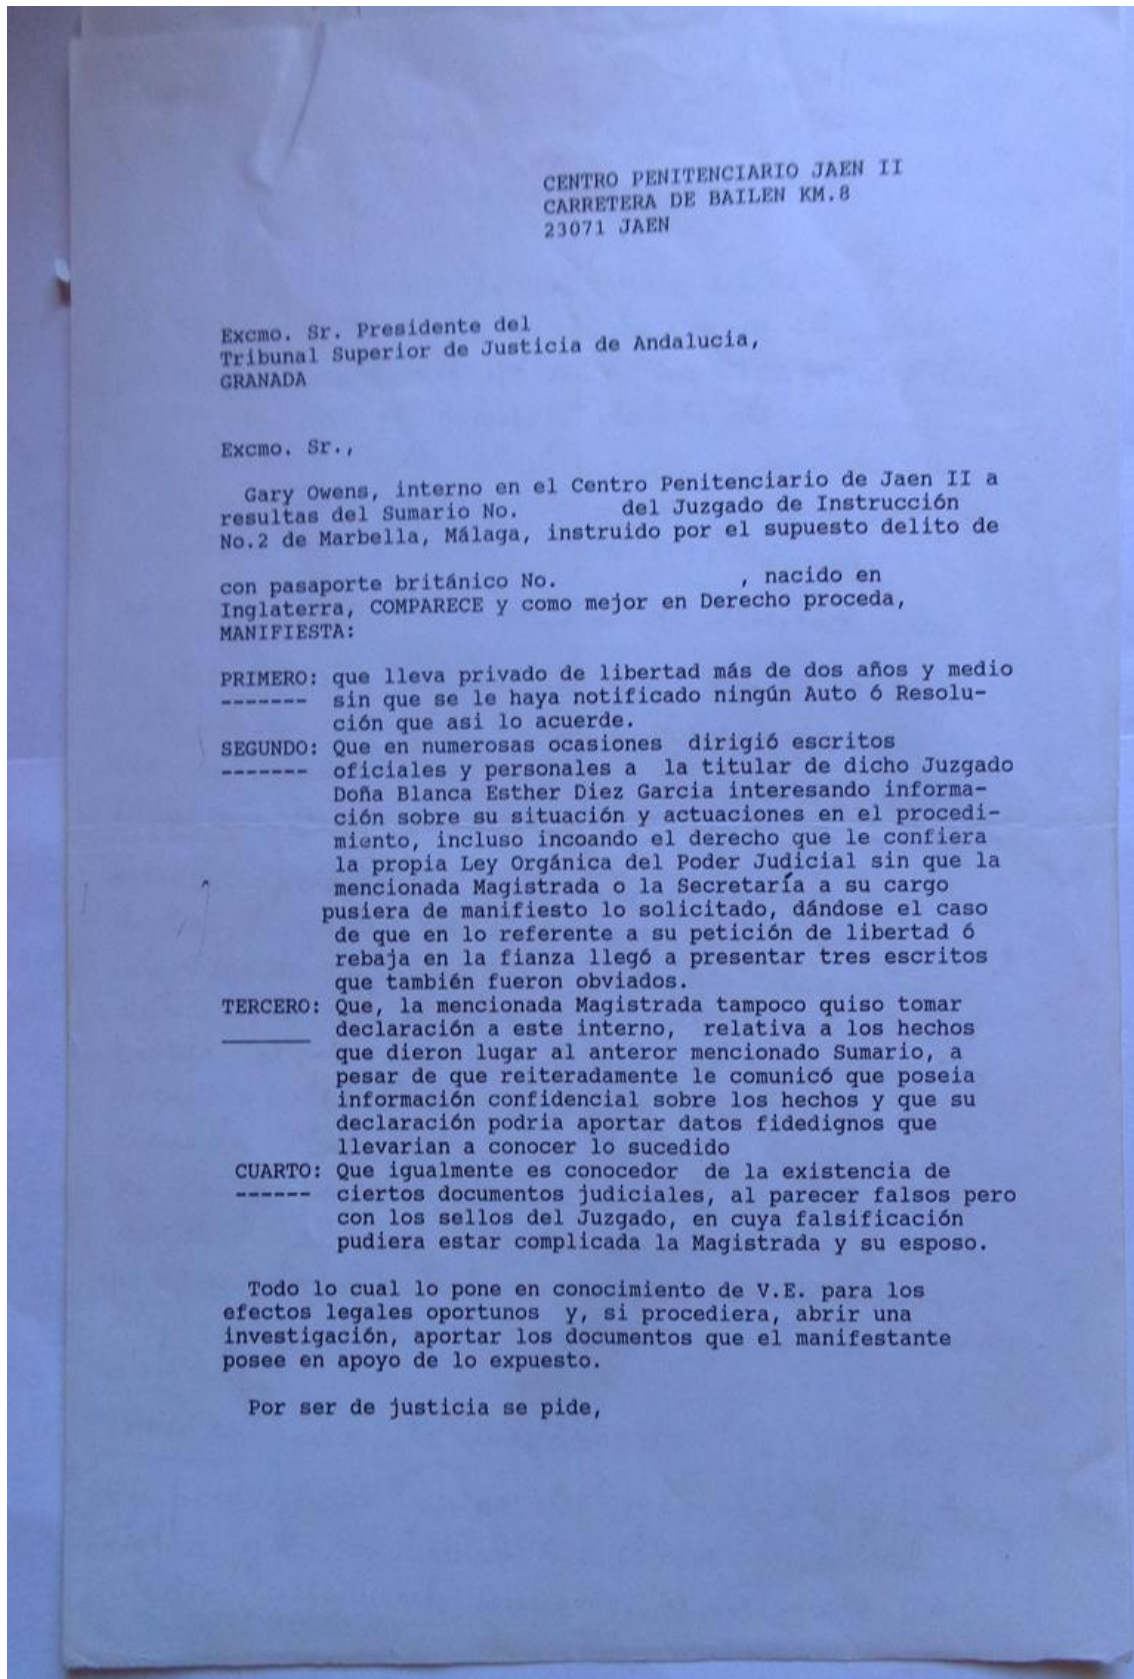 CENTRO PENITENCIARIO JAEN II
CARRETERA DE BAILEN KM.8
23071 JAEN
Excmo. Sr. Presidente del
Tribunal Superior de Justicia de Andalucia,
GRANADA
Excmo. Sr.,
Gary Owens, interno en el Centro Penitenciario de Jaen II a
resultas del Sumario No. del Juzgado de Instrucción
No.2 de Marbella, Málaga, instruido por el supuesto delito de
con pasaporte británico No. , nacido en
Inglaterra, COMPARECE y como mejor en Derecho proceda,
MANIFIESTA:
PRIMERO: que lleva privado de libertad más de dos años y medio
------- sin que se le haya notificado ningún Auto ó Resolu-
ción que asi lo acuerde.
SEGUNDO: Que en numerosas ocasiones dirigió escritos
------- oficiales y personales a la titular de dicho Juzgado
Doña Blanca Esther Diez Garcia interesando informa-
ción sobre su situación y actuaciones en el procedi-
miento, incluso incoando el derecho que le confiera
la propia Ley Orgánica del Poder Judicial sin que la
mencionada Magistrada o la Secretaría a su cargo
pusiera de manifiesto lo solicitado, dándose el caso
de que en lo referente a su petición de libertad ó
rebaja en la fianza llegó a presentar tres escritos
que también fueron obviados.
TERCERO: Que, la mencionada Magistrada tampoco quiso tomar
_______ declaración a este interno, relativa a los hechos
que dieron lugar al anteror mencionado Sumario, a
pesar de que reiteradamente le comunicó que poseia
información confidencial sobre los hechos y que su
declaración podria aportar datos fidedignos que
llevarian a conocer lo sucedido
CUARTO: Que igualmente es conocedor de la existencia de
------ ciertos documentos judiciales, al parecer falsos pero
con los sellos del Juzgado, en cuya falsificación
pudiera estar complicada la Magistrada y su esposo.
Todo lo cual lo pone en conocimiento de V.E. para los
efectos legales oportunos y, si procediera, abrir una
investigación, aportar los documentos que el manifestante
posee en apoyo de lo expuesto.
Por ser de justicia se pide,